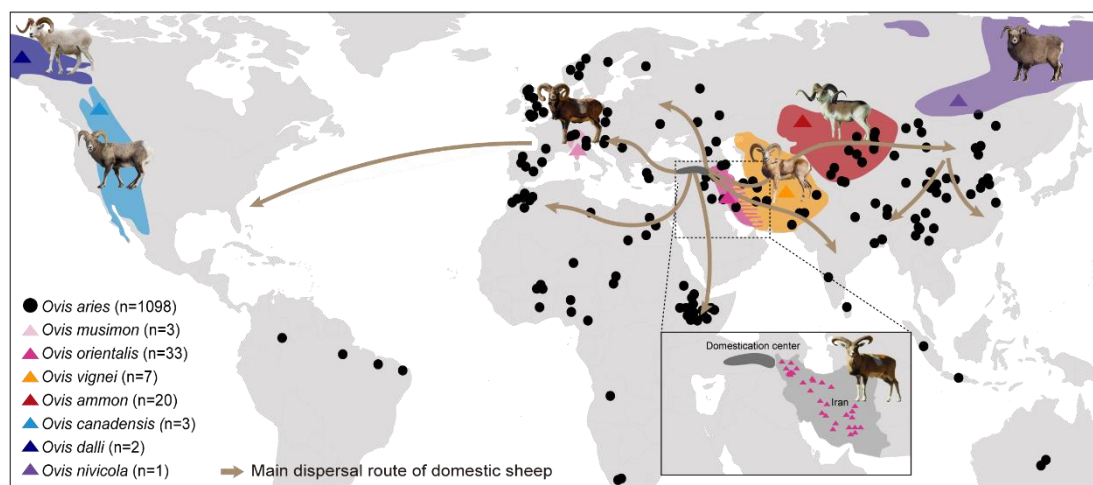 Ovis aries (n=1098)
Ovis musimon (n=3)
Ovis orientalis (n=33)
Ovis vignei (n=7)
Ovis ammon (n=20)
Ovis canadensis (n=3)
Ovis dalli (n=2)
Ovis nivicola (n=1)
Main dispersal route of domestic sheep
Domestication center
Iran